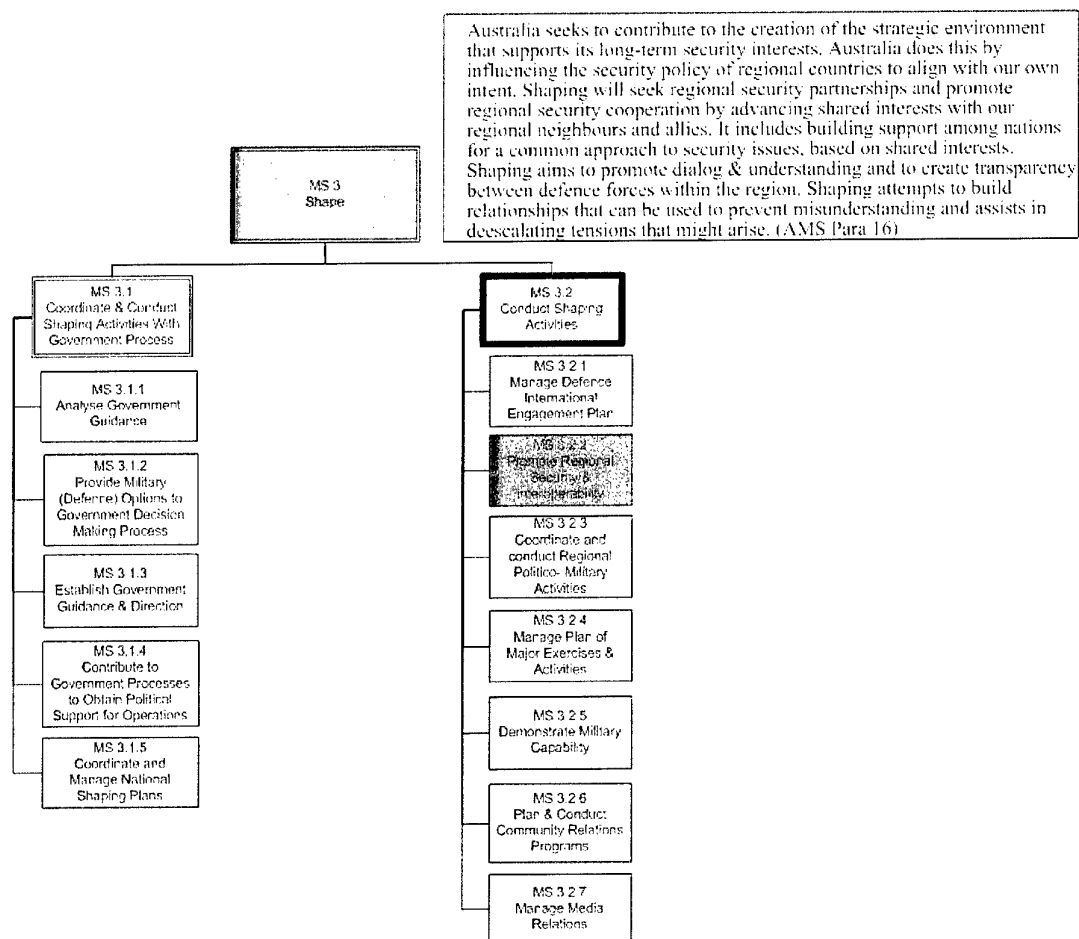 Australia seeks to contribute to the creation of the strategic environment
that supports its long-term security interests. Australia does this by
influencing the security policy of regional countries to align with our own
intent. Shaping will seek regional security partnerships and promote
regional security cooperation by advancing shared interests with our
regional neighbours and allies. It includes building support among nations
for a common approach to security issues, based on shared interests.
Shaping aims to promote dialog & understanding and to create transparency
between defence forces within the region. Shaping attempts to build
relationships that can be used to prevent misunderstanding and assists in
deescalating tensions that might arise. (AMS Para 16)
MS 3
Shape
MS 3.1
Coordinate & Conduct
Shaping Activities With
Government Process
MS 3.1.1
Analyse Government
Guidance
MS 3.1.2
Provide Military
(Defence) Options to
Government Decision
Making Process
MS 3.1.3
Establish Government
Guidance & Direction
MS 3.1.4
Contribute to
Government Processes
to Obtain Political
Support for Operations
MS 3.1.5
Coordinate and
Manage National
Shaping Plans
MS 3.2
Conduct Shaping
Activities
MS 3.2.1
Manage Defence
International
Engagement Plan
MS 3.2.2
Promote Regional
Security &
Interoperability
MS 3.2.3
Coordinate and
conduct Regional
Politico- Military
Activities
MS 3.2.4
Manage Plan of
Major Exercises &
Activities
MS 3.2.5
Demonstrate Military
Capability
MS 3.2.6
Plan & Conduct
Community Relations
Programs
MS 3.2.7
Manage Media
Relations